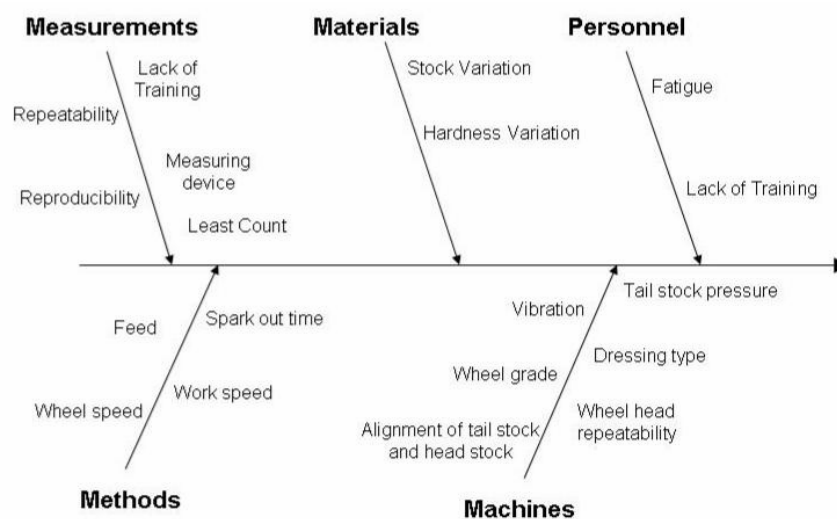 Measurements
Materials
Personnel
Lack of
Training
Repeatability
Measuring
device
Reproducibility
Least Count
Stock Variation
Hardness Variation
Fatigue
Lack of Training
Feed
Spark out time
Wheel speed
Work speed
Methods
Vibration
Tail stock pressure
Wheel grade
Dressing type
Alignment of tail stock
and head stock
Wheel head
repeatability
Machines